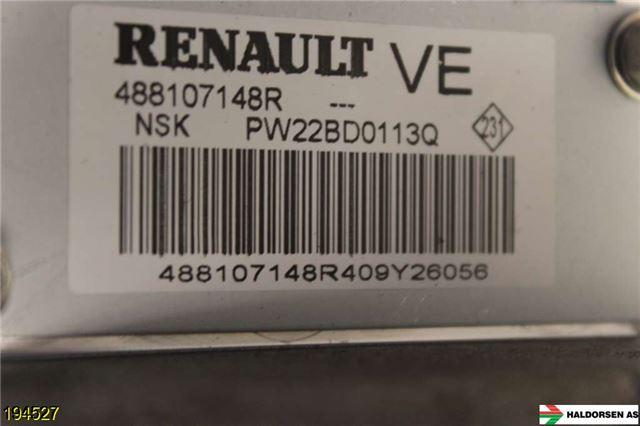 RENAULT VE
488107148R ---
NSK PW22BD0113Q 231
488107148R409Y26056
194527 HALDORSEN AS